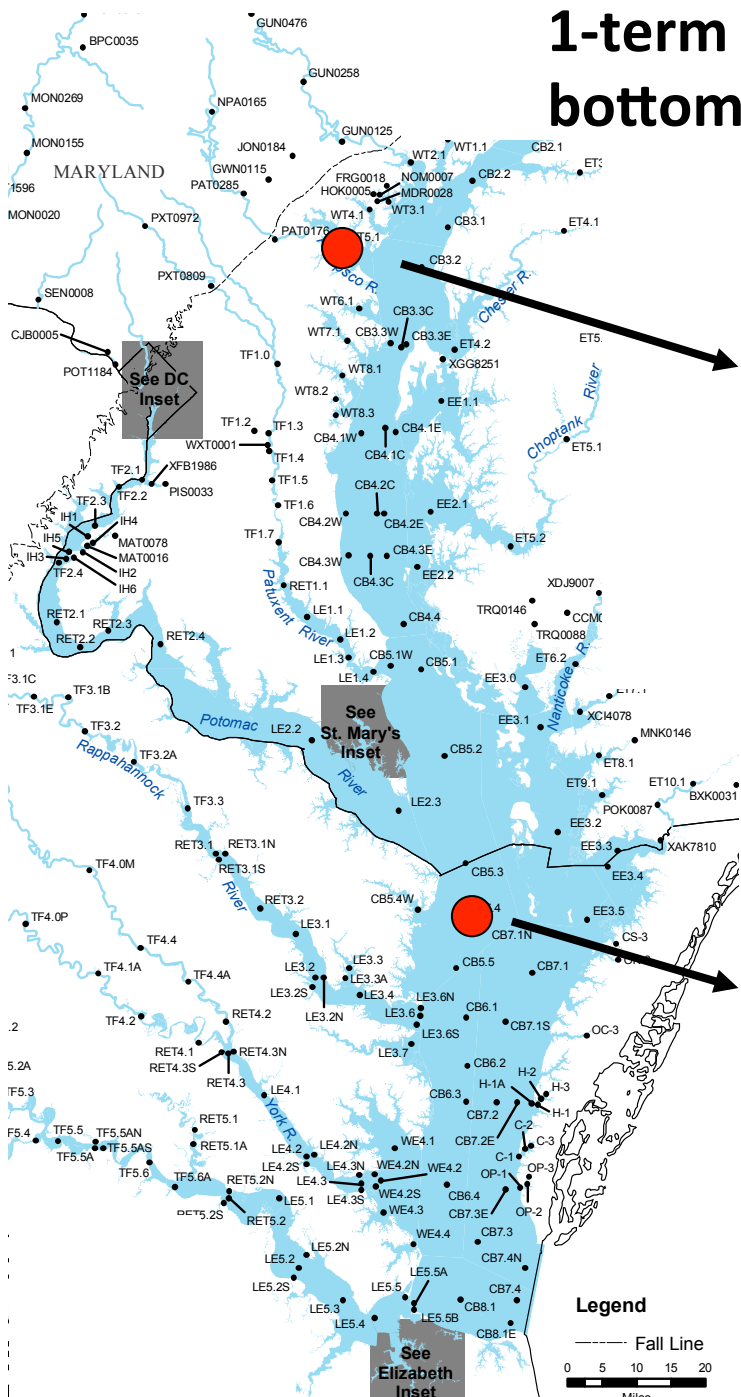 1-term
bottom
GUN0476
BPC0035
GUN0258
MON0269
NPA0165
GUN0125
MON0155
JON0184
WT2.1
WT1.1
CB2.1
MARYLAND
GWN0115
FRG0018
NOM0007
CB2.2
1596
PAT0285
HOK0005
MDR0028
MON0020
WT4.1
WT3.1
PXT0972
CB3.1
ET4.1
PAT0176
CB3.2
PXT0809
Chester R.
SEN0008
WT6.1
CB3.3C
CJB0005
WT7.1
CB3.3W
CB3.3E
ET4.2
ET5.
POT1184
TF1.0
WT8.1
XGG8251
See DC
Inset
WT8.2
EE1.1
River
WT8.3
TF1.2
TF1.3
CB4.1W
CB4.1E
Choptank
WXT0001
CB4.1C
ET5.1
TF1.4
TF2.1
XFB1986
TF1.5
TF2.2
PIS0033
CB4.2C
TF2.3
TF1.6
EE2.1
IH1
IH4
CB4.2W
CB4.2E
IH5
MAT0078
TF1.7
ET5.2
IH3
MAT0016
CB4.3W
CB4.3E
TF2.4
IH2
EE2.2
IH6
CB4.3C
XDJ9007
RET1.1
TRQ0146
RET2.1
LE1.1
CB4.4
TRQ0088
RET2.3
Patuxent River
RET2.2
RET2.4
LE1.2
LE1.3
CB5.1W
CB5.1
ET6.2
LE1.4
EE3.0
Nanticoke R.
TF3.1B
TF3.1E
See
St. Mary's
Inset
XCI4078
TF3.2
Potomac
River
LE2.2
EE3.1
MNK0146
Rappahannock
River
TF3.2A
CB5.2
ET8.1
TF3.3
LE2.3
ET9.1
ET10.1
BXK0031
POK0087
RET3.1
RET3.1N
EE3.2
RET3.1S
EE3.3
XAK7810
TF4.0M
CB5.3
EE3.4
RET3.2
CB5.4W
TF4.0P
LE3.1
EE3.5
CB7.1N
TF4.4
CS-3
LE3.3
CB5.5
CB7.1
TF4.1A
TF4.4A
LE3.2
LE3.3A
LE3.2S
LE3.4
LE3.2N
LE3.6N
TF4.2
RET4.2
LE3.6
CB6.1
CB7.1S
LE3.6S
OC-3
RET4.1
RET4.3N
LE3.7
RET4.3S
RET4.3
CB6.2
5.2A
H-2
H-3
TF5.3
LE4.1
CB6.3
H-1A
H-1
CB7.2
York R.
RET5.1
CB7.2E
C-2
TF5.5
TF5.5AN
RET5.1A
LE4.2N
WE4.1
C-3
TF5.5A
TF5.5AS
LE4.2
LE4.2S
C-1
TF5.6
LE4.3N
WE4.2N
WE4.2
OP-1
OP-3
TF5.6A
RET5.2N
LE4.3
WE4.2S
CB6.4
LE5.1
LE4.3S
CB7.3E
OP-2
RET5.2S
RET5.2
WE4.3
WE4.4
CB7.3
LE5.2N
CB7.4N
LE5.2
LE5.2S
LE5.5A
LE5.3
LE5.5
CB8.1
CB7.4
LE5.4
LE5.5B
CB8.1E
See
Elizabeth
Inset
Legend
Fall Line
0 5 10 20
Miles